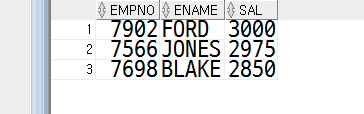 EMPNO ENAME SAL
1 7902 FORD 3000
2 7566 JONES 2975
3 7698 BLAKE 2850